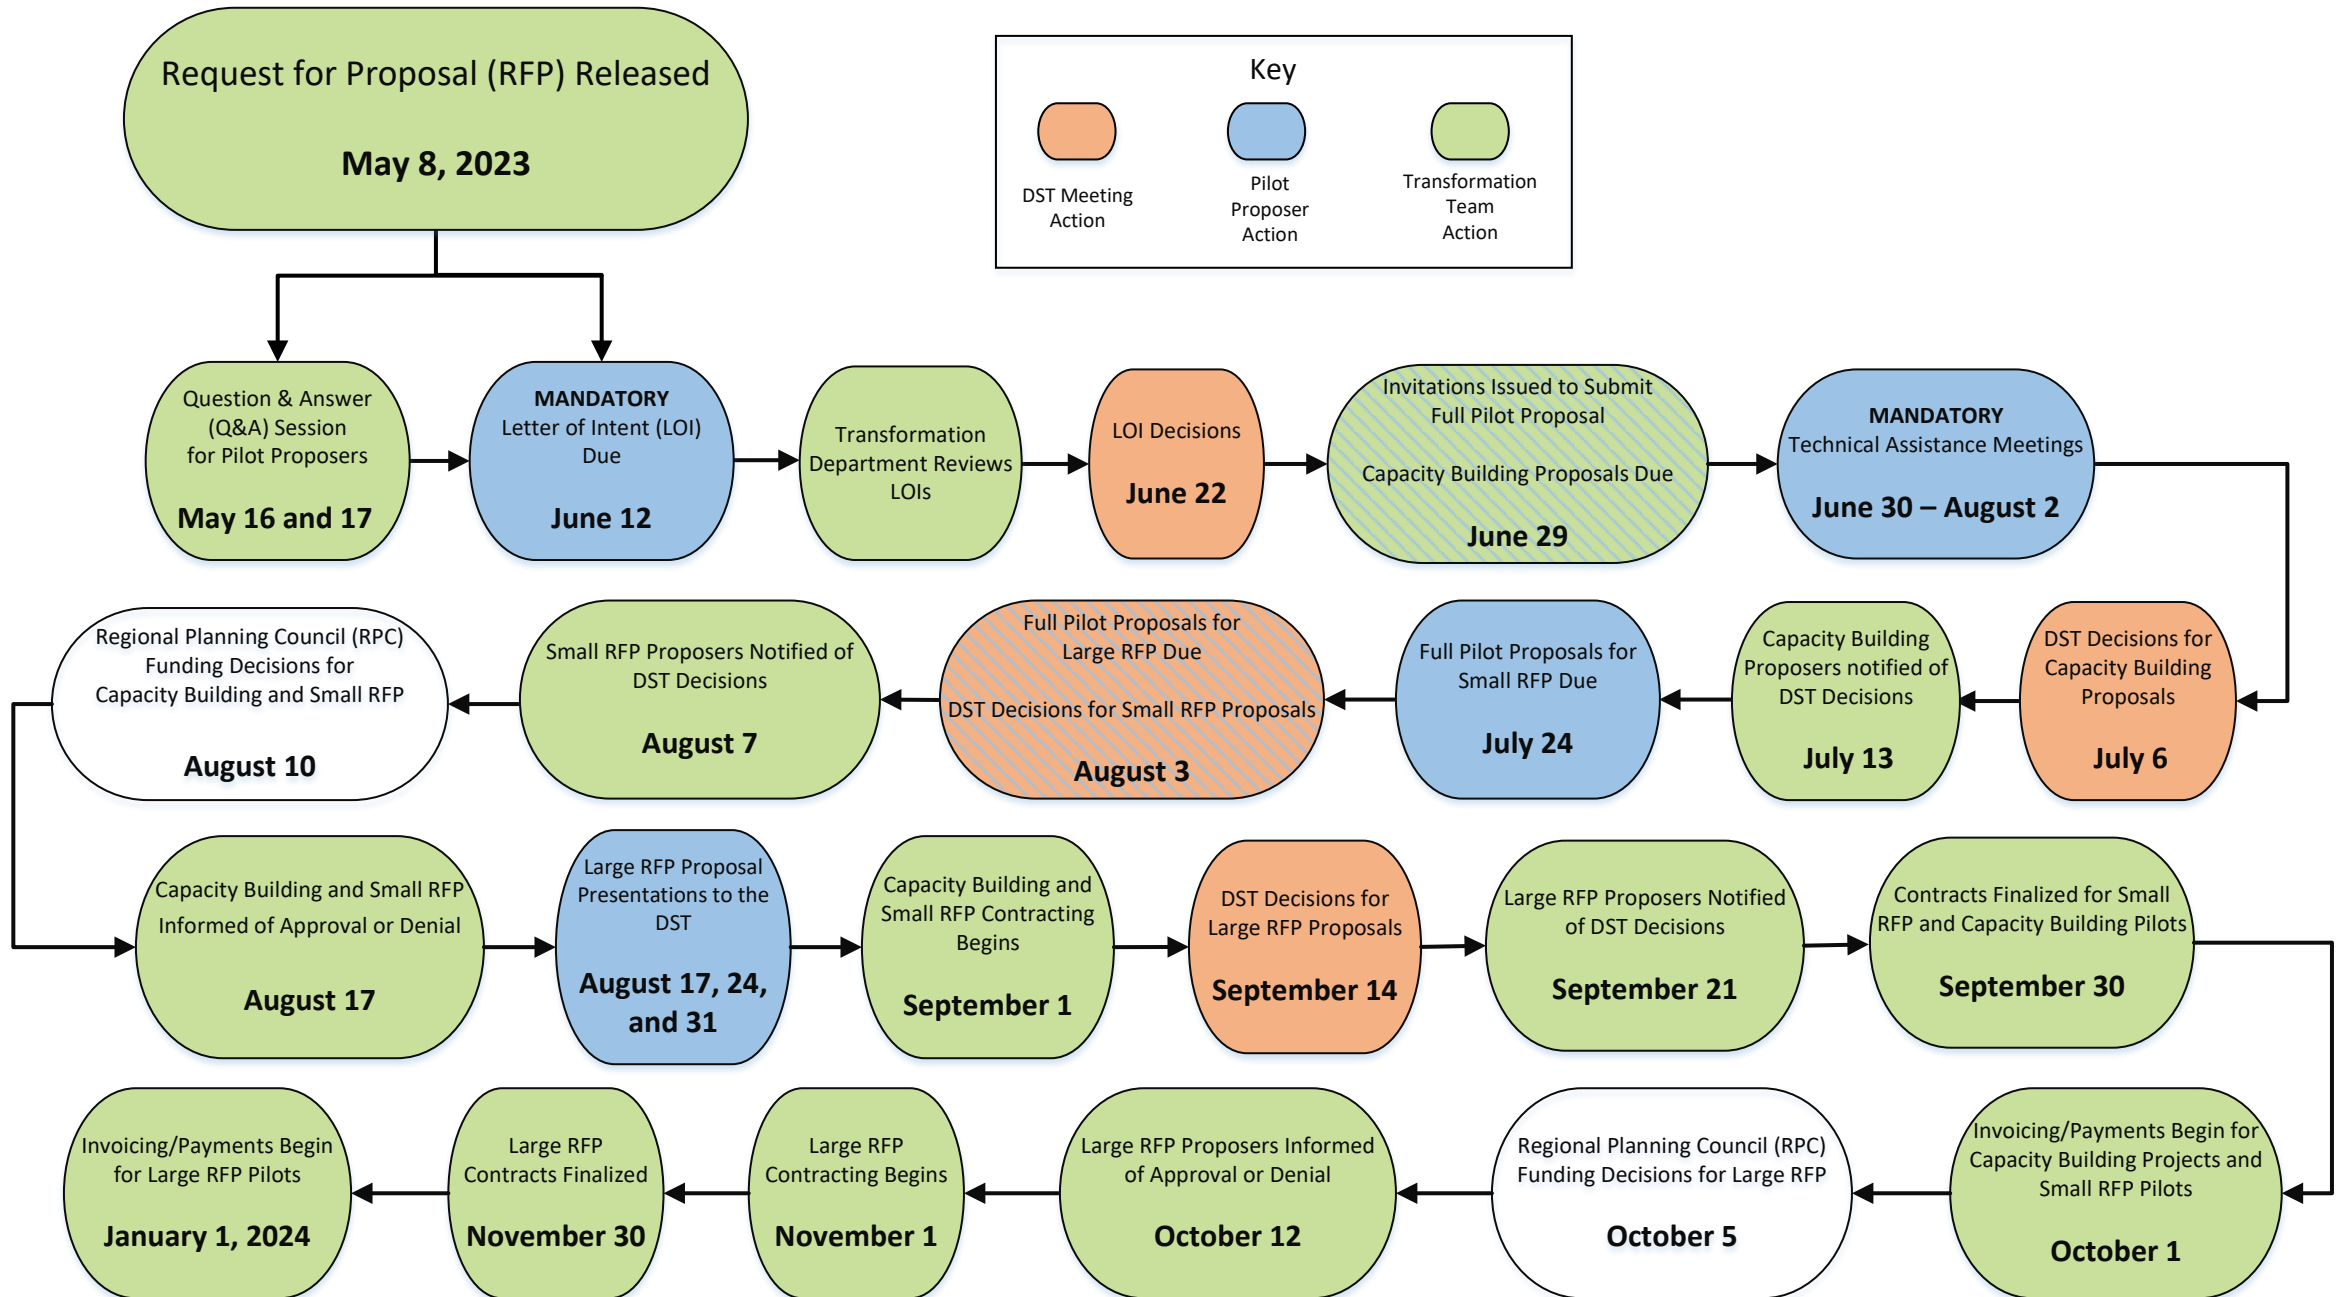 Request for Proposal (RFP) Released
May 8, 2023
Key
DST Meeting
Action
Pilot
Proposer
Action
Transformation
Team
Action
Question & Answer
(Q&A) Session
for Pilot Proposers
May 16 and 17
MANDATORY
Letter of Intent (LOI)
Due
June 12
Transformation
Department Reviews
LOIs
LOI Decisions
June 22
Invitations Issued to Submit
Full Pilot Proposal
Capacity Building Proposals Due
June 29
MANDATORY
Technical Assistance Meetings
June 30 – August 2
DST Decisions for
Capacity Building
Proposals
July 6
Capacity Building
Proposers notified of
DST Decisions
July 13
Full Pilot Proposals for
Small RFP Due
July 24
Full Pilot Proposals for
Large RFP Due
DST Decisions for Small RFP Proposals
August 3
Small RFP Proposers Notified of
DST Decisions
August 7
Regional Planning Council (RPC)
Funding Decisions for
Capacity Building and Small RFP
August 10
Capacity Building and Small RFP
Informed of Approval or Denial
August 17
Large RFP Proposal
Presentations to the
DST
August 17, 24,
and 31
Capacity Building and
Small RFP Contracting
Begins
September 1
DST Decisions for
Large RFP Proposals
September 14
Large RFP Proposers Notified
of DST Decisions
September 21
Contracts Finalized for Small
RFP and Capacity Building Pilots
September 30
Invoicing/Payments Begin for
Capacity Building Projects and
Small RFP Pilots
October 1
Regional Planning Council (RPC)
Funding Decisions for Large RFP
October 5
Large RFP Proposers Informed
of Approval or Denial
October 12
Large RFP
Contracting Begins
November 1
Large RFP
Contracts Finalized
November 30
Invoicing/Payments Begin
for Large RFP Pilots
January 1, 2024